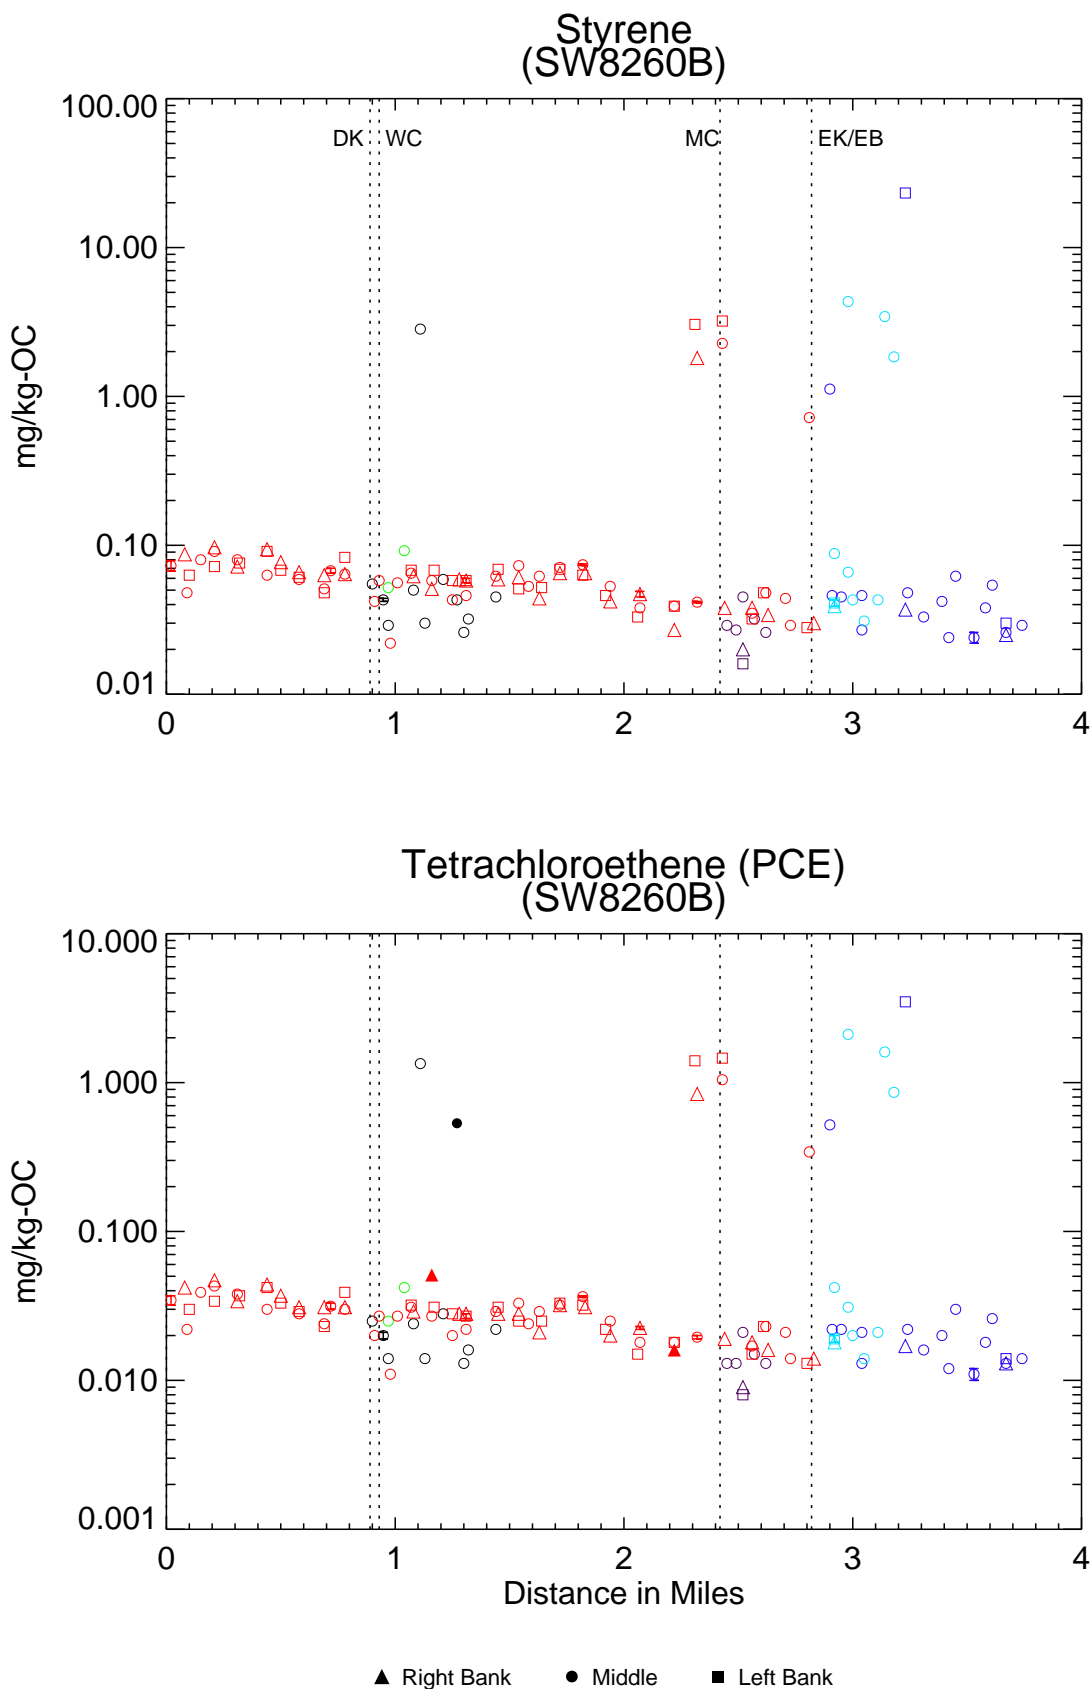 Styrene
(SW8260B)
100.00
DK WC MC EK/EB
10.00
mg/kg-OC
1.00
0.10
0.01
0 1 2 3 4
Tetrachloroethene (PCE)
(SW8260B)
10.000
1.000
mg/kg-OC
0.100
0.010
0.001
0 1 2 3 4
Distance in Miles
Right Bank Middle Left Bank